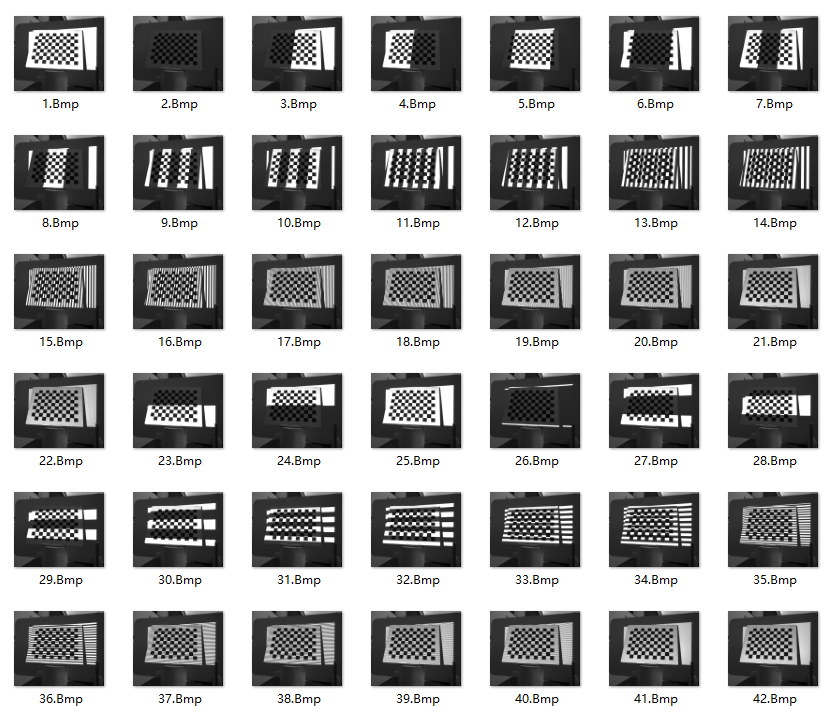 1.Bmp 2.Bmp 3.Bmp 4.Bmp 5.Bmp 6.Bmp 7.Bmp
8.Bmp 9.Bmp 10.Bmp 11.Bmp 12.Bmp 13.Bmp 14.Bmp
15.Bmp 16.Bmp 17.Bmp 18.Bmp 19.Bmp 20.Bmp 21.Bmp
22.Bmp 23.Bmp 24.Bmp 25.Bmp 26.Bmp 27.Bmp 28.Bmp
29.Bmp 30.Bmp 31.Bmp 32.Bmp 33.Bmp 34.Bmp 35.Bmp
36.Bmp 37.Bmp 38.Bmp 39.Bmp 40.Bmp 41.Bmp 42.Bmp